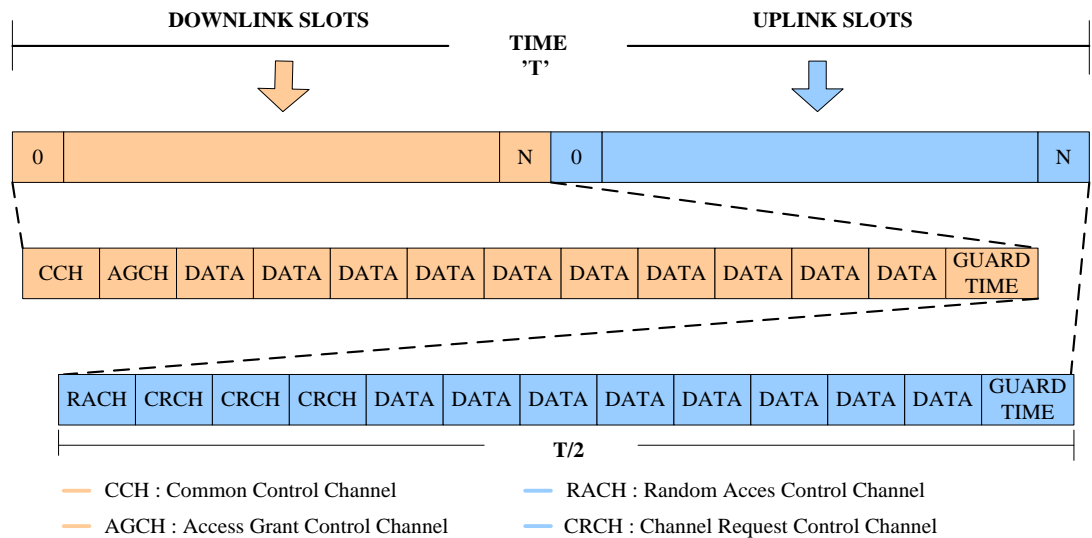 DOWNLINK SLOTS
UPLINK SLOTS
TIME
'T'
0
N
0
N
CCH AGCH DATA DATA DATA DATA DATA DATA DATA DATA DATA DATA GUARD TIME
RACH CRCH CRCH CRCH DATA DATA DATA DATA DATA DATA DATA DATA GUARD TIME
T/2
CCH : Common Control Channel
RACH : Random Acces Control Channel
AGCH : Access Grant Control Channel
CRCH : Channel Request Control Channel